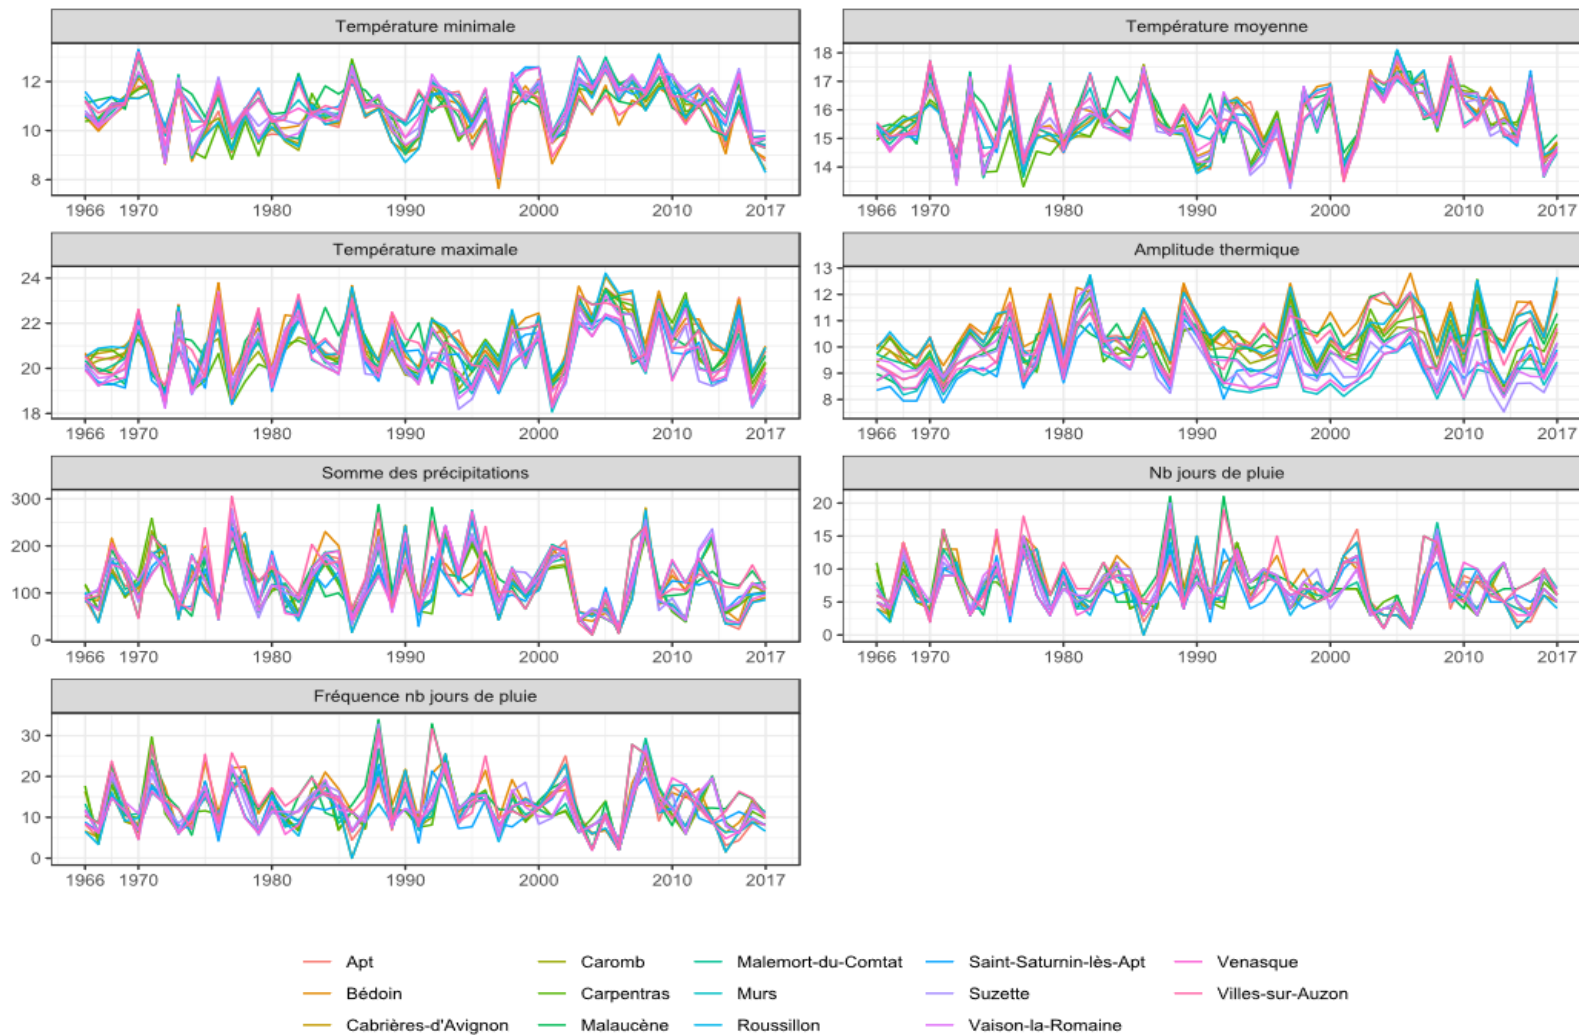 Température minimale
Température moyenne
12
10
8
1966 1970 1980 1990 2000 2010 2017
18
17
16
15
14
1966 1970 1980 1990 2000 2010 2017
Température maximale
Amplitude thermique
24
22
20
18
1966 1970 1980 1990 2000 2010 2017
13
12
11
10
9
8
1966 1970 1980 1990 2000 2010 2017
Somme des précipitations
Nb jours de pluie
300
200
100
0
1966 1970 1980 1990 2000 2010 2017
20
15
10
5
0
1966 1970 1980 1990 2000 2010 2017
Fréquence nb jours de pluie
30
20
10
0
1966 1970 1980 1990 2000 2010 2017
Apt Caromb Malemort-du-Comtat Saint-Saturnin-lès-Apt Venasque
Bédoin Carpentras Murs Suzette Villes-sur-Auzon
Cabrières-d'Avignon Malaucène Roussillon Vaison-la-Romaine